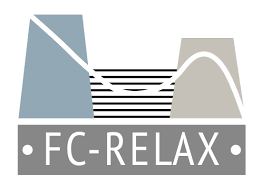 • FC-RELAX •